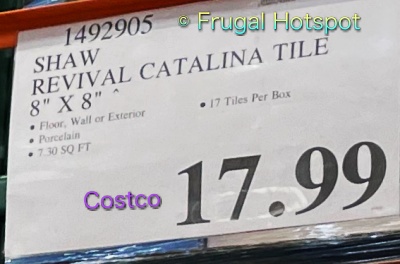 © Frugal Hotspot
1492905
SHAW
REVIVAL CATALINA TILE
8" X 8" ^
• Floor, Wall or Exterior
• Porcelain
• 7.30 SQ FT
• 17 Tiles Per Box
Costco
17.99